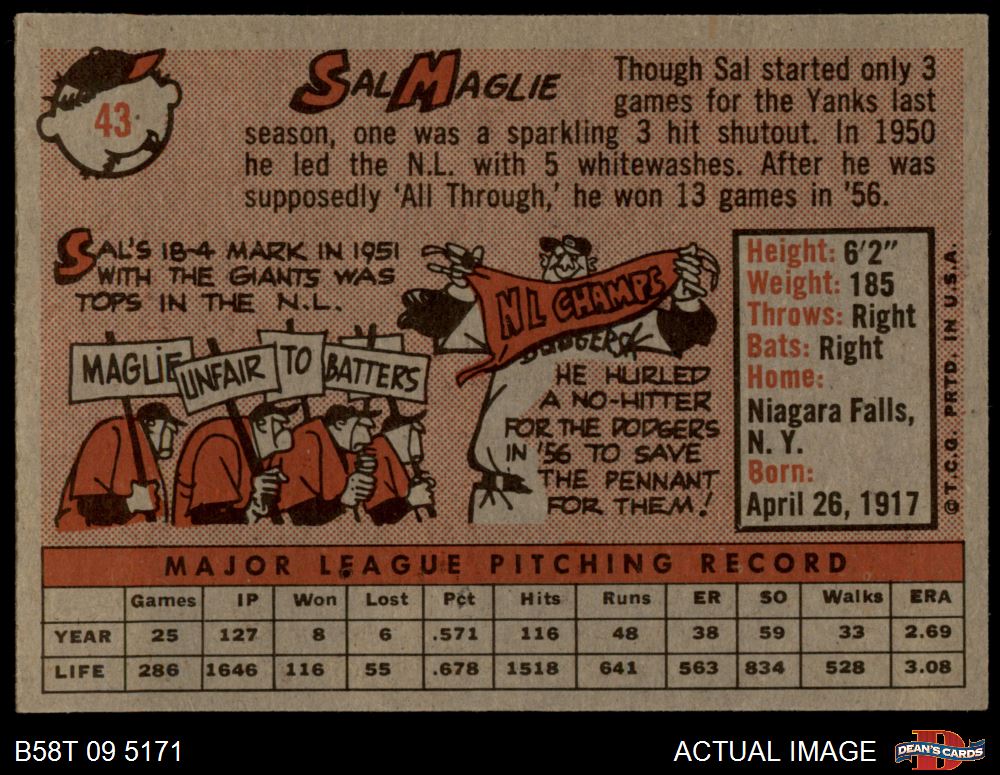 43
SAL MAGLIE
Though Sal started only 3
games for the Yanks last
season, one was a sparkling 3 hit shutout. In 1950
he led the N.L. with 5 whitewashes. After he was
supposedly 'All Through,' he won 13 games in '56.
SAL'S 18-4 MARK IN 1951
WITH THE GIANTS WAS
TOPS IN THE N.L.
MAGLIE UNFAIR TO BATTERS
NL CHAMPS
DODGERS
HE HURLED
A NO-HITTER
FOR THE DODGERS
IN '56 TO SAVE
THE PENNANT
FOR THEM!
Height: 6'2"
Weight: 185
Throws: Right
Bats: Right
Home:
Niagara Falls,
N. Y.
Born:
April 26, 1917
© T.C.G. PRTD. IN U.S.A.
MAJOR LEAGUE PITCHING RECORD
Games IP Won Lost Pct Hits Runs ER SO Walks ERA
YEAR 25 127 8 6 .571 116 48 38 59 33 2.69
LIFE 286 1646 116 55 .678 1518 641 563 834 528 3.08
B58T 09 5171
ACTUAL IMAGE
DEAN'S CARDS